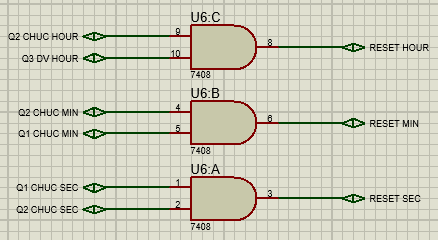 U6:C
Q2 CHUC HOUR 9
8 RESET HOUR
Q3 DV HOUR 10
7408
U6:B
Q2 CHUC MIN 4
6 RESET MIN
Q1 CHUC MIN 5
7408
U6:A
Q1 CHUC SEC 1
3 RESET SEC
Q2 CHUC SEC 2
7408